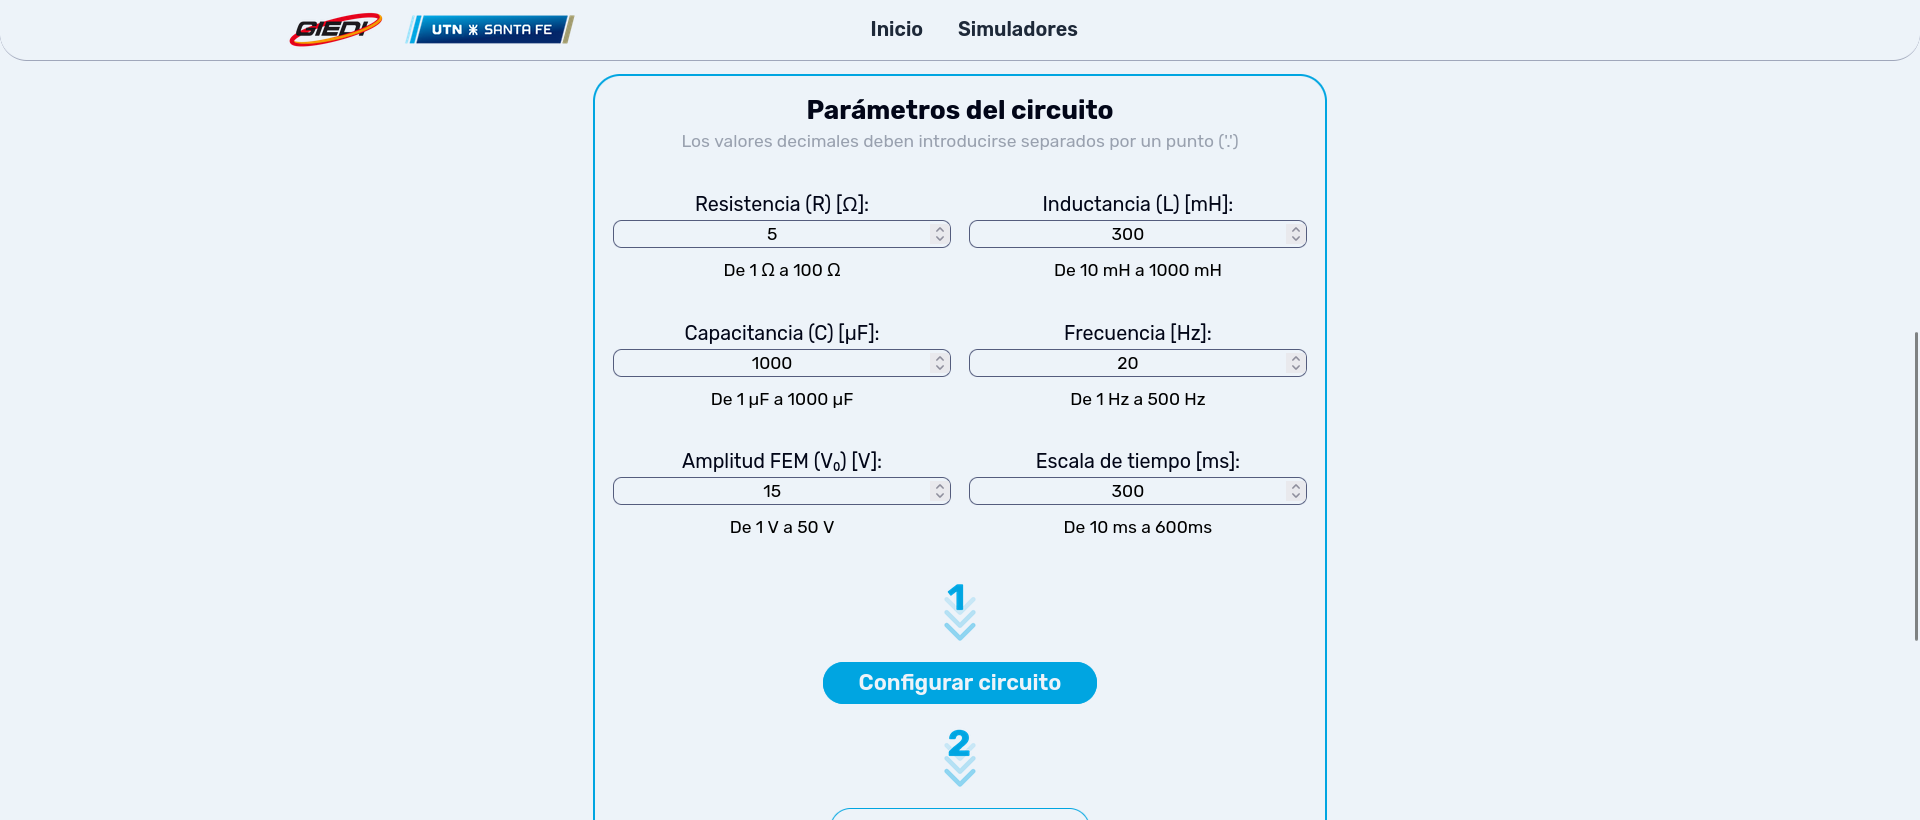 GIEDI UTN SANTA FE Inicio Simuladores
Parámetros del circuito
Los valores decimales deben introducirse separados por un punto ('.')
Resistencia (R) [Ω]: Inductancia (L) [mH]:
5 300
De 1 Ω a 100 Ω De 10 mH a 1000 mH
Capacitancia (C) [µF]: Frecuencia [Hz]:
1000 20
De 1 µF a 1000 µF De 1 Hz a 500 Hz
Amplitud FEM (V₀) [V]: Escala de tiempo [ms]:
15 300
De 1 V a 50 V De 10 ms a 600ms
1
Configurar circuito
2